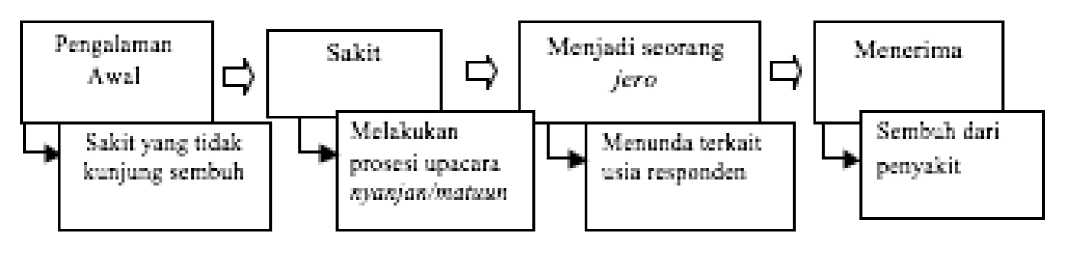 Pengalaman
Awal
Sakit yang tidak
kunjung sembuh
Sakit
Melakukan
prosesi upacara
nyanjan/matuun
Menjadi seorang
jero
Menunda terkait
usia responden
Menerima
Sembuh dari
penyakit